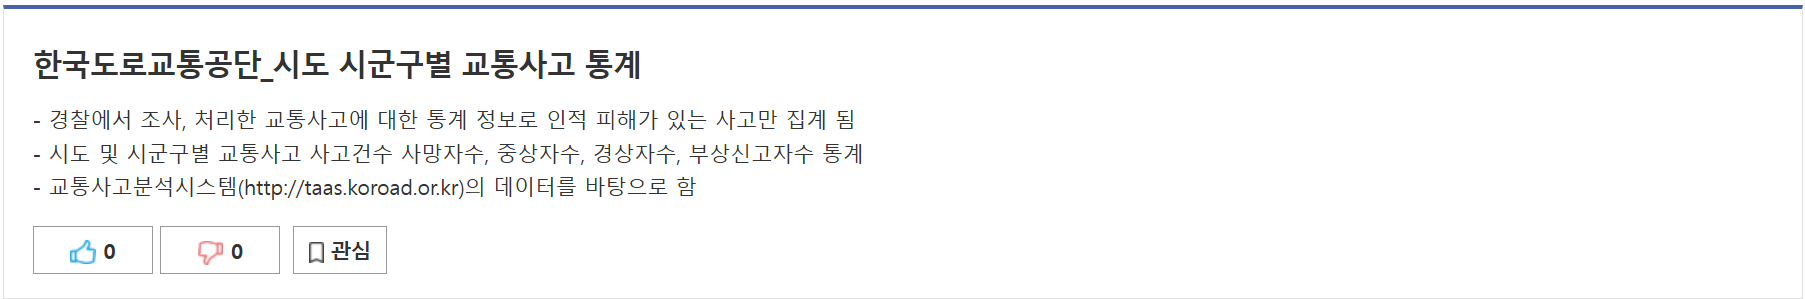 한국도로교통공단_시도 시군구별 교통사고 통계
- 경찰에서 조사, 처리한 교통사고에 대한 통계 정보로 인적 피해가 있는 사고만 집계 됨
- 시도 및 시군구별 교통사고 사고건수 사망자수, 중상자수, 경상자수, 부상신고자수 통계
- 교통사고분석시스템(http://taas.koroad.or.kr)의 데이터를 바탕으로 함
0 0 관심